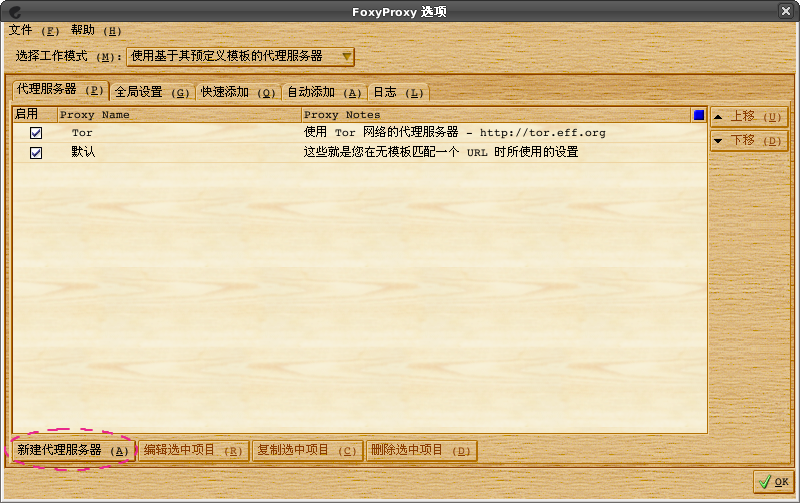 FoxyProxy 选项
文件 (F) 帮助 (H)
选择工作模式 (M): 使用基于其预定义模板的代理服务器
代理服务器 (P) 全局设置 (G) 快速添加 (Q) 自动添加 (A) 日志 (L)
启用 Proxy Name Proxy Notes
Tor 使用 Tor 网络的代理服务器 - http://tor.eff.org
默认 这些就是您在无模板匹配一个 URL 时所使用的设置
上移 (U)
下移 (D)
新建代理服务器 (A) 编辑选中项目 (R) 复制选中项目 (C) 删除选中项目 (D)
OK